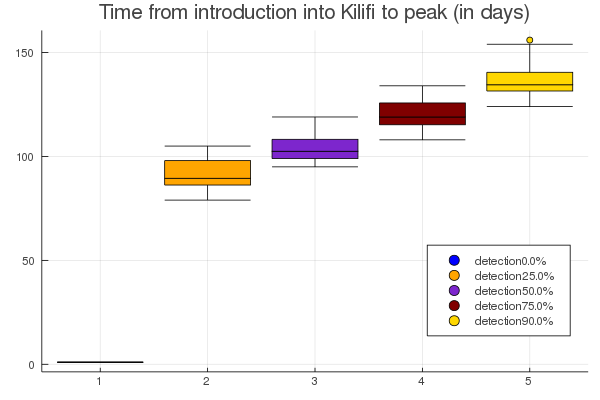 Time from introduction into Kilifi to peak (in days)
150
100
50
0
detection0.0%
detection25.0%
detection50.0%
detection75.0%
detection90.0%
1 2 3 4 5